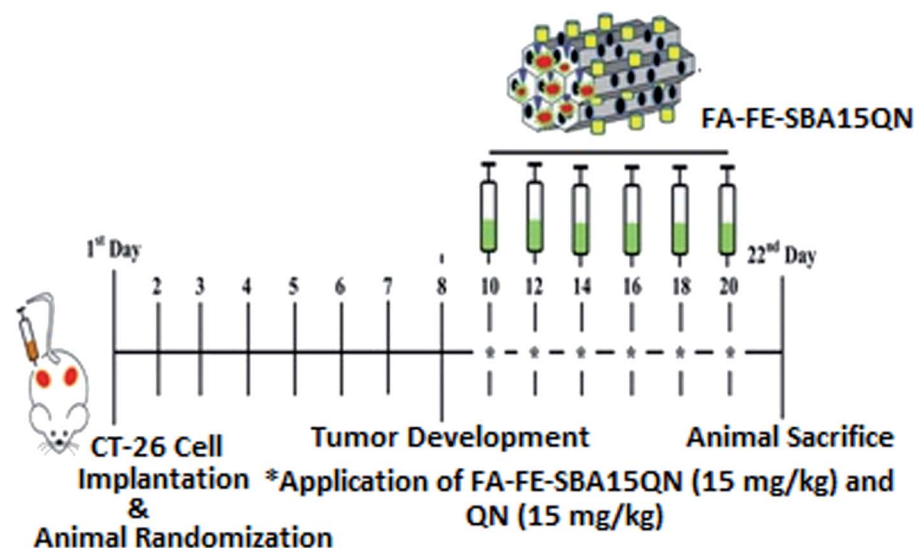 FA-FE-SBA15QN
1st Day
22nd Day
2 3 4 5 6 7 8 10 12 14 16 18 20
CT-26 Cell
Implantation
&
Animal Randomization
Tumor Development
Animal Sacrifice
*Application of FA-FE-SBA15QN (15 mg/kg) and
QN (15 mg/kg)